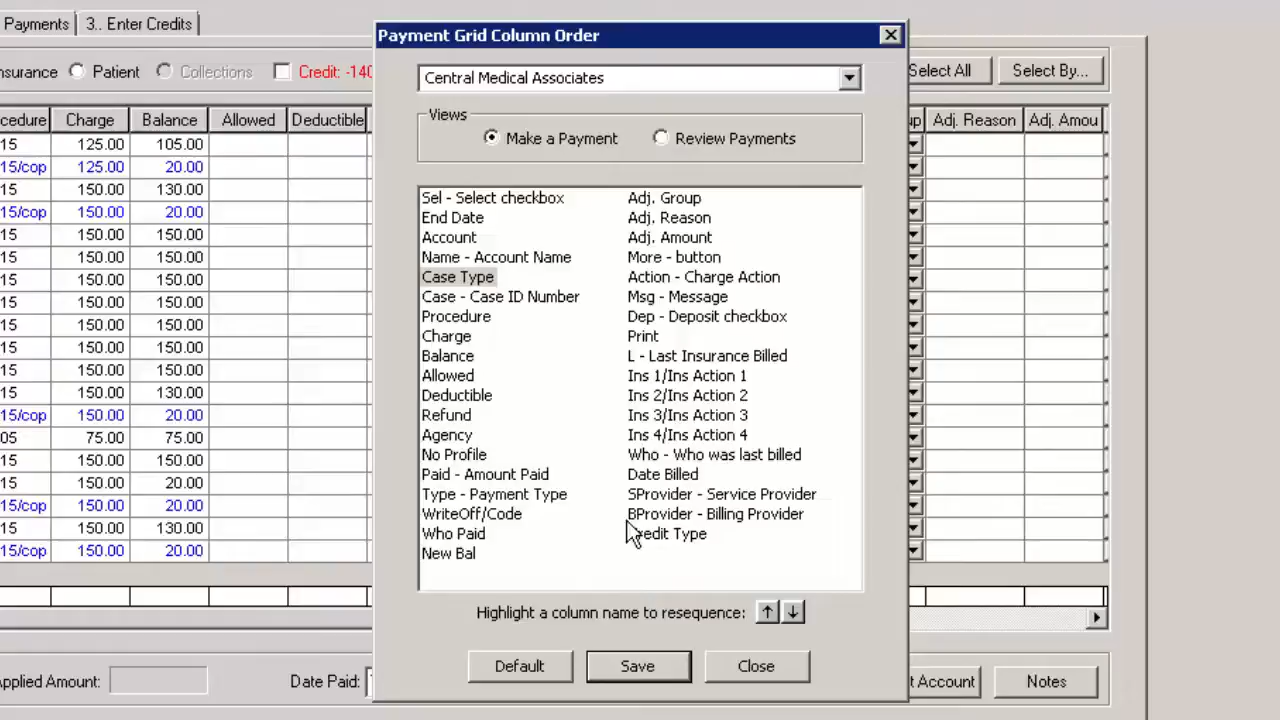 Payments
3.. Enter Credits
nsurance
Patient
Collections
Credit: -140
Select All
Select By...
cedure
Charge
Balance
Allowed
Deductible
up
Adj. Reason
Adj. Amou
15 125.00 105.00
15/cop 125.00 20.00
15 150.00 130.00
15/cop 150.00 20.00
15 150.00 150.00
15 150.00 150.00
15 150.00 150.00
15 150.00 150.00
15 150.00 150.00
15 150.00 150.00
15 150.00 150.00
15 150.00 130.00
15/cop 150.00 20.00
05 75.00 75.00
15 150.00 150.00
15 150.00 20.00
15/cop 150.00 20.00
15 150.00 130.00
15/cop 150.00 20.00
Applied Amount:
Date Paid:
t Account
Notes
Payment Grid Column Order
Central Medical Associates
Views
Make a Payment
Review Payments
Sel - Select checkbox
End Date
Account
Name - Account Name
Case Type
Case - Case ID Number
Procedure
Charge
Balance
Allowed
Deductible
Refund
Agency
No Profile
Paid - Amount Paid
Type - Payment Type
WriteOff/Code
Who Paid
New Bal
Adj. Group
Adj. Reason
Adj. Amount
More - button
Action - Charge Action
Msg - Message
Dep - Deposit checkbox
Print
L - Last Insurance Billed
Ins 1/Ins Action 1
Ins 2/Ins Action 2
Ins 3/Ins Action 3
Ins 4/Ins Action 4
Who - Who was last billed
Date Billed
SProvider - Service Provider
BProvider - Billing Provider
Credit Type
Highlight a column name to resequence:
Default
Save
Close